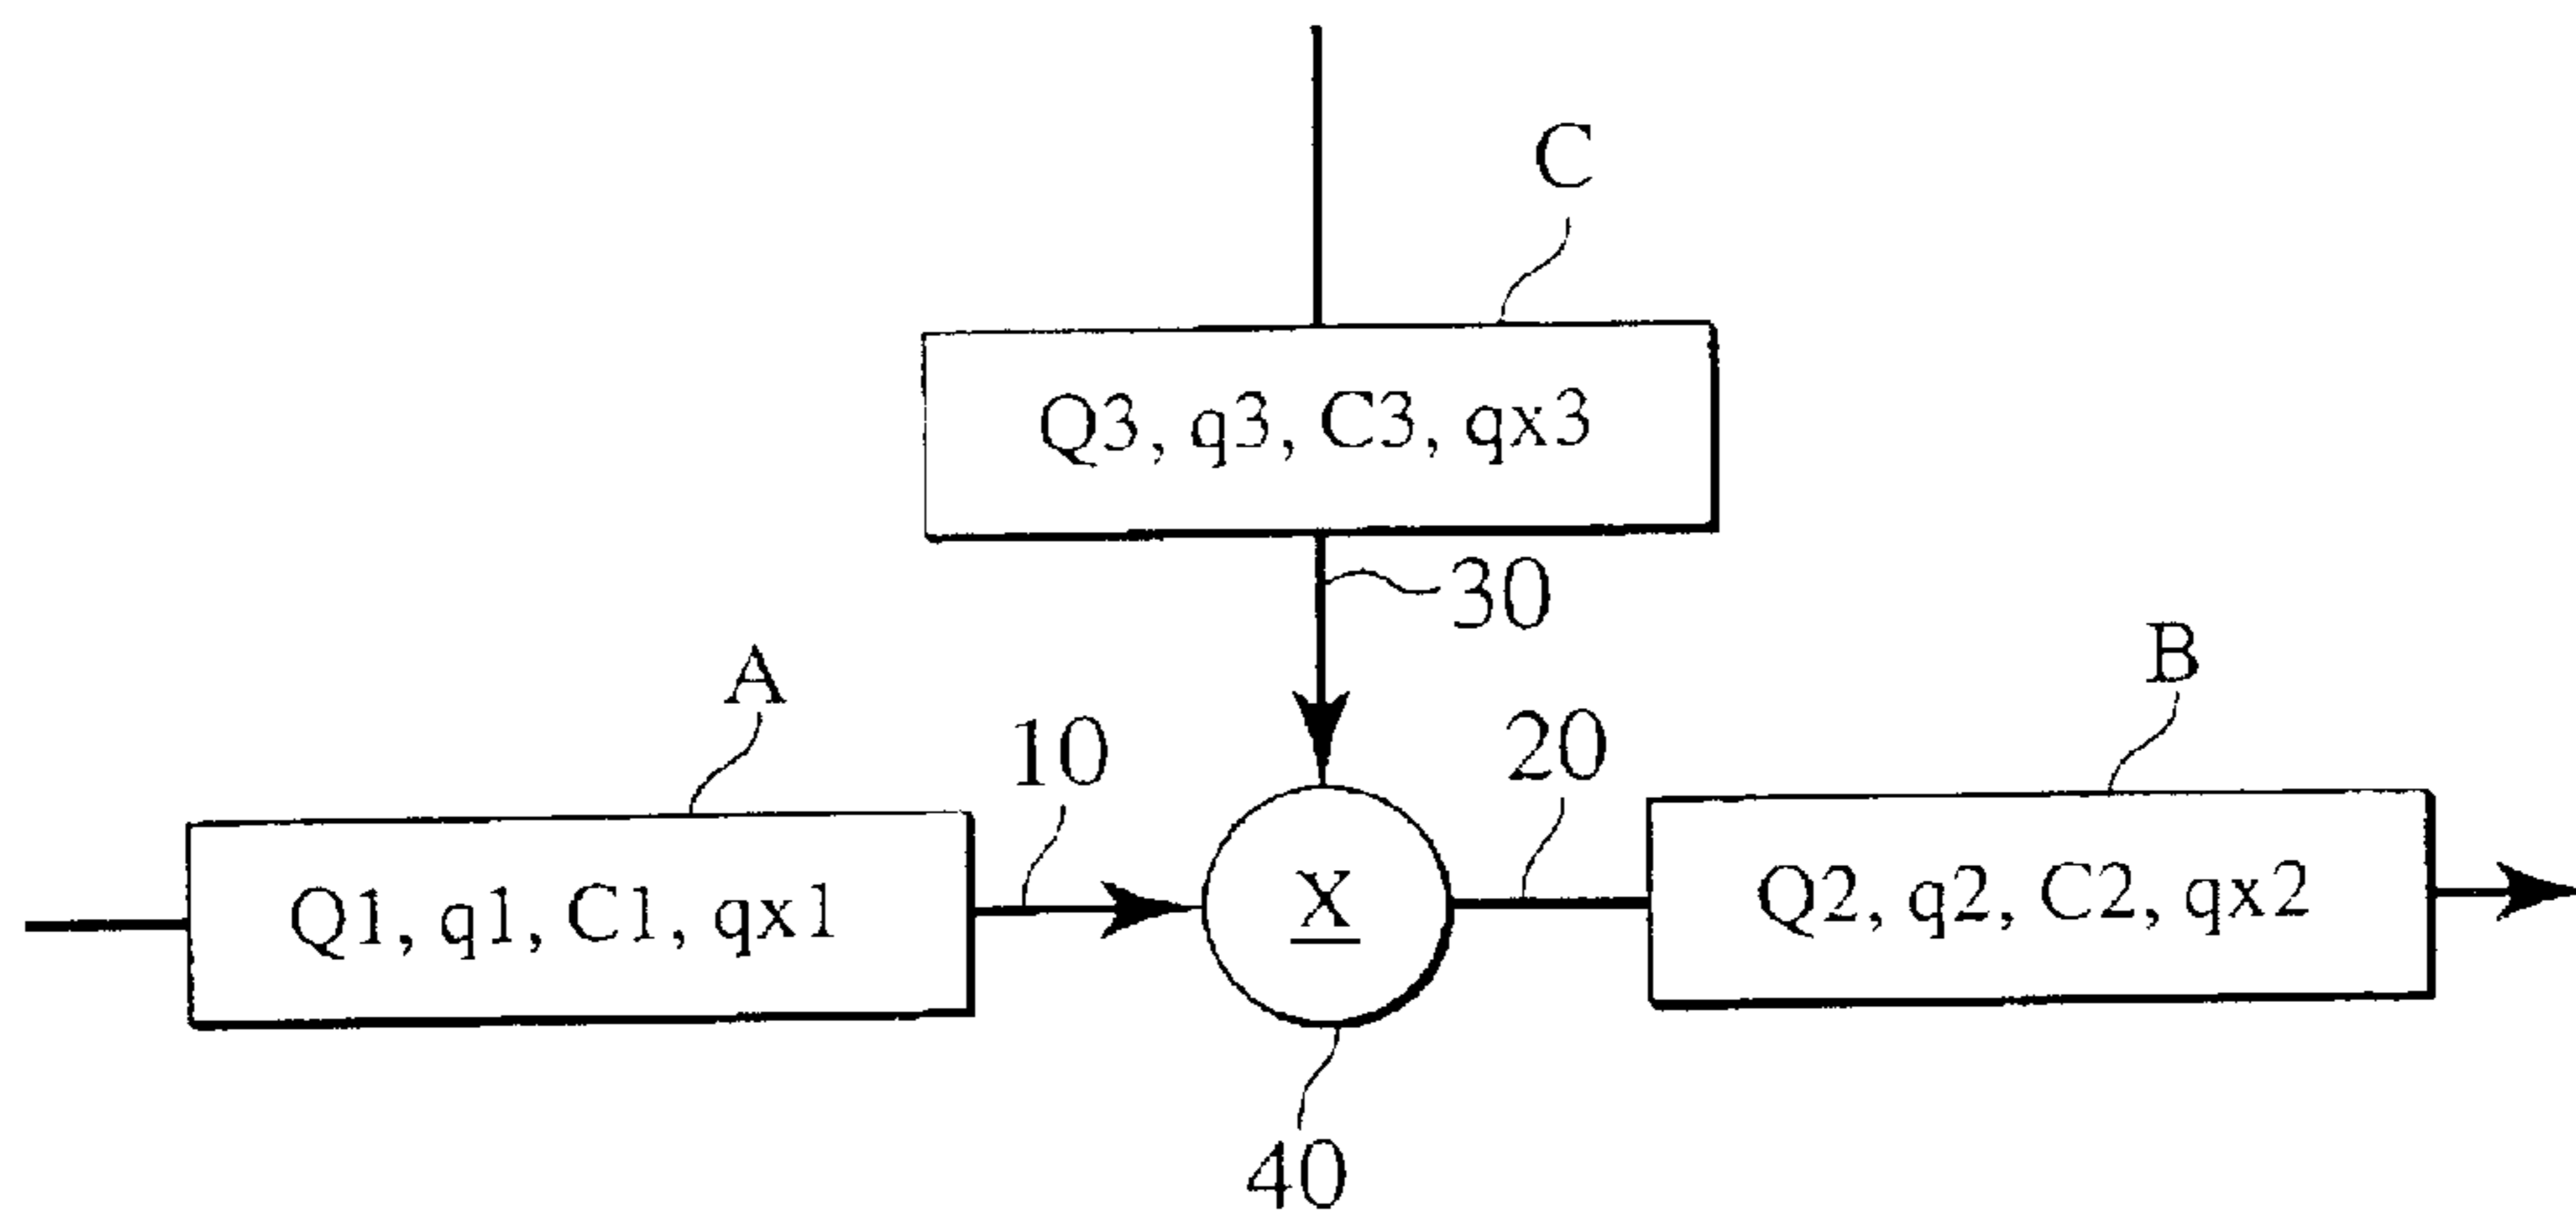 C
Q3, q3, C3, qx3
30
A
10
20
B
Q1, q1, C1, qx1
X
Q2, q2, C2, qx2
40